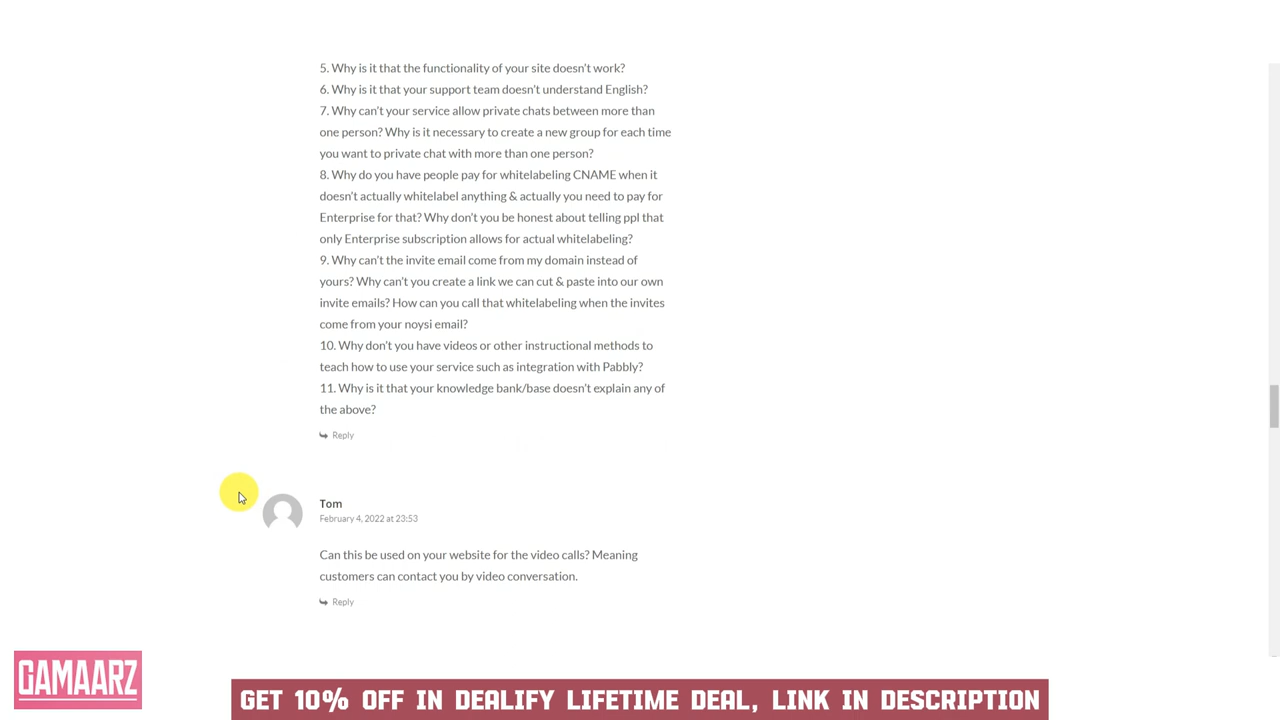 5. Why is it that the functionality of your site doesn't work?
6. Why is it that your support team doesn't understand English?
7. Why can't your service allow private chats between more than
one person? Why is it necessary to create a new group for each time
you want to private chat with more than one person?
8. Why do you have people pay for whitelabeling CNAME when it
doesn't actually whitelabel anything & actually you need to pay for
Enterprise for that? Why don't you be honest about telling ppl that
only Enterprise subscription allows for actual whitelabeling?
9. Why can't the invite email come from my domain instead of
yours? Why can't you create a link we can cut & paste into our own
invite emails? How can you call that whitelabeling when the invites
come from your noysi email?
10. Why don't you have videos or other instructional methods to
teach how to use your service such as integration with Pabbly?
11. Why is it that your knowledge bank/base doesn't explain any of
the above?
Reply
Tom
February 4, 2022 at 23:53
Can this be used on your website for the video calls? Meaning
customers can contact you by video conversation.
Reply
GAMAARZ
GET 10% OFF IN DEALIFY LIFETIME DEAL, LINK IN DESCRIPTION